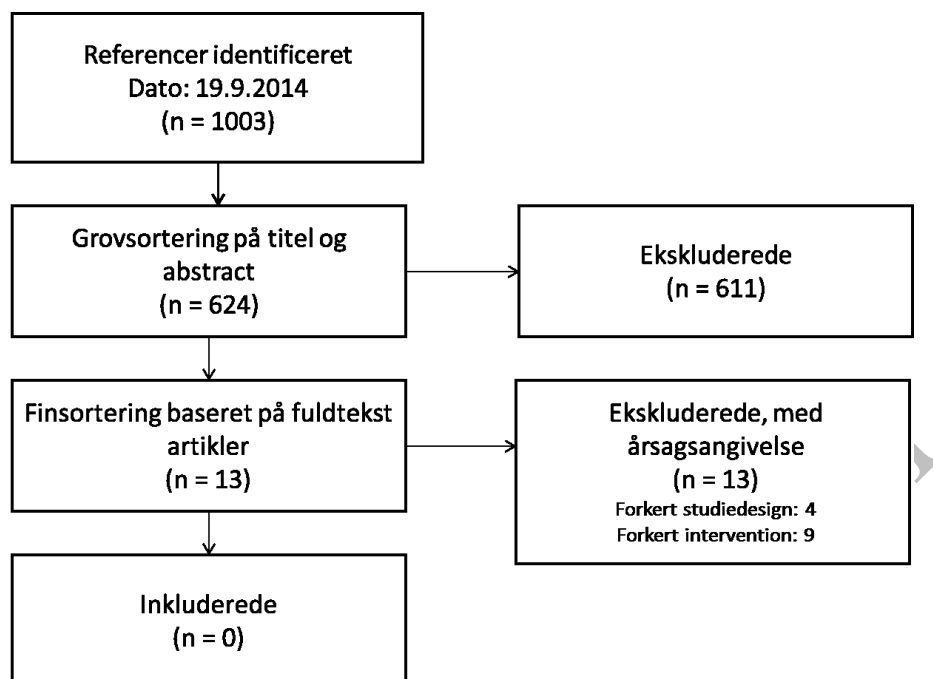 Referencer identificeret
Dato: 19.9.2014
(n = 1003)
Grovsortering på titel og
abstract
(n = 624)
Ekskluderede
(n = 611)
Finsortering baseret på fuldtekst
artikler
(n = 13)
Ekskluderede, med
årsagsangivelse
(n = 13)
Forkert studiedesign: 4
Forkert intervention: 9
Inkluderede
(n = 0)